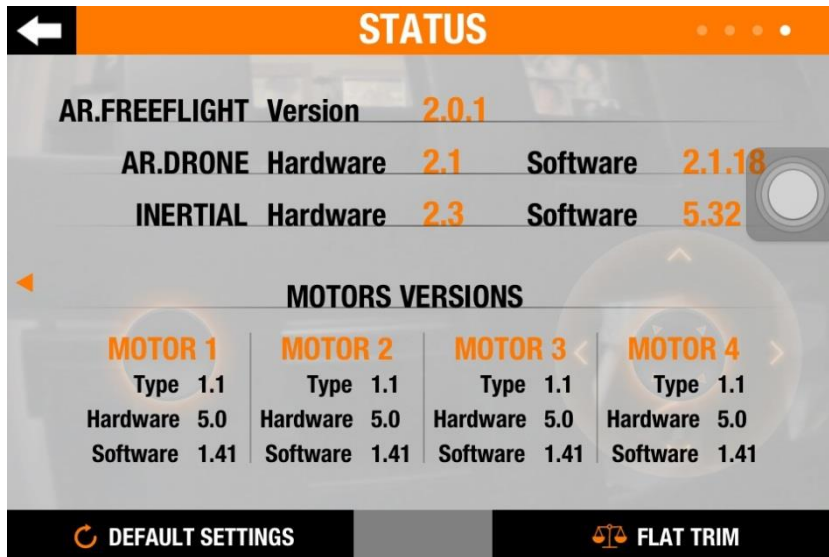 STATUS
AR.FREEFLIGHT Version 2.0.1
AR.DRONE Hardware 2.1 Software 2.1.18
INERTIAL Hardware 2.3 Software 5.32
MOTORS VERSIONS
MOTOR 1 MOTOR 2 MOTOR 3 MOTOR 4
Type 1.1 Type 1.1 Type 1.1 Type 1.1
Hardware 5.0 Hardware 5.0 Hardware 5.0 Hardware 5.0
Software 1.41 Software 1.41 Software 1.41 Software 1.41
DEFAULT SETTINGS FLAT TRIM